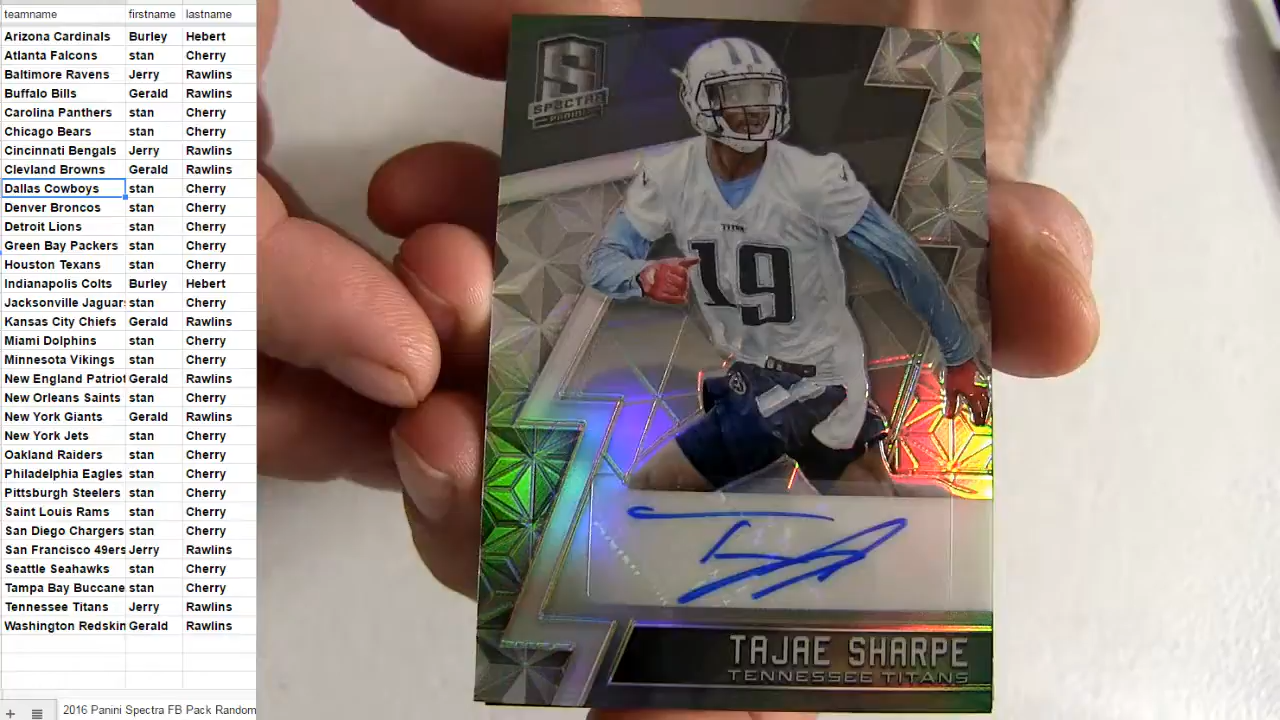 teamname firstname lastname
Arizona Cardinals Burley Hebert
Atlanta Falcons stan Cherry
Baltimore Ravens Jerry Rawlins
Buffalo Bills Gerald Rawlins
Carolina Panthers stan Cherry
Chicago Bears stan Cherry
Cincinnati Bengals Jerry Rawlins
Clevland Browns Gerald Rawlins
Dallas Cowboys stan Cherry
Denver Broncos stan Cherry
Detroit Lions stan Cherry
Green Bay Packers stan Cherry
Houston Texans stan Cherry
Indianapolis Colts Burley Hebert
Jacksonville Jaguar stan Cherry
Kansas City Chiefs Gerald Rawlins
Miami Dolphins stan Cherry
Minnesota Vikings stan Cherry
New England Patriot Gerald Rawlins
New Orleans Saints stan Cherry
New York Giants Gerald Rawlins
New York Jets stan Cherry
Oakland Raiders stan Cherry
Philadelphia Eagles stan Cherry
Pittsburgh Steelers stan Cherry
Saint Louis Rams stan Cherry
San Diego Chargers stan Cherry
San Francisco 49ers Jerry Rawlins
Seattle Seahawks stan Cherry
Tampa Bay Buccane stan Cherry
Tennessee Titans Jerry Rawlins
Washington Redskin Gerald Rawlins
2016 Panini Spectra FB Pack Random
S
SPECTRA
PANINI
TITANS
19
TAJAE SHARPE
TENNESSEE TITANS